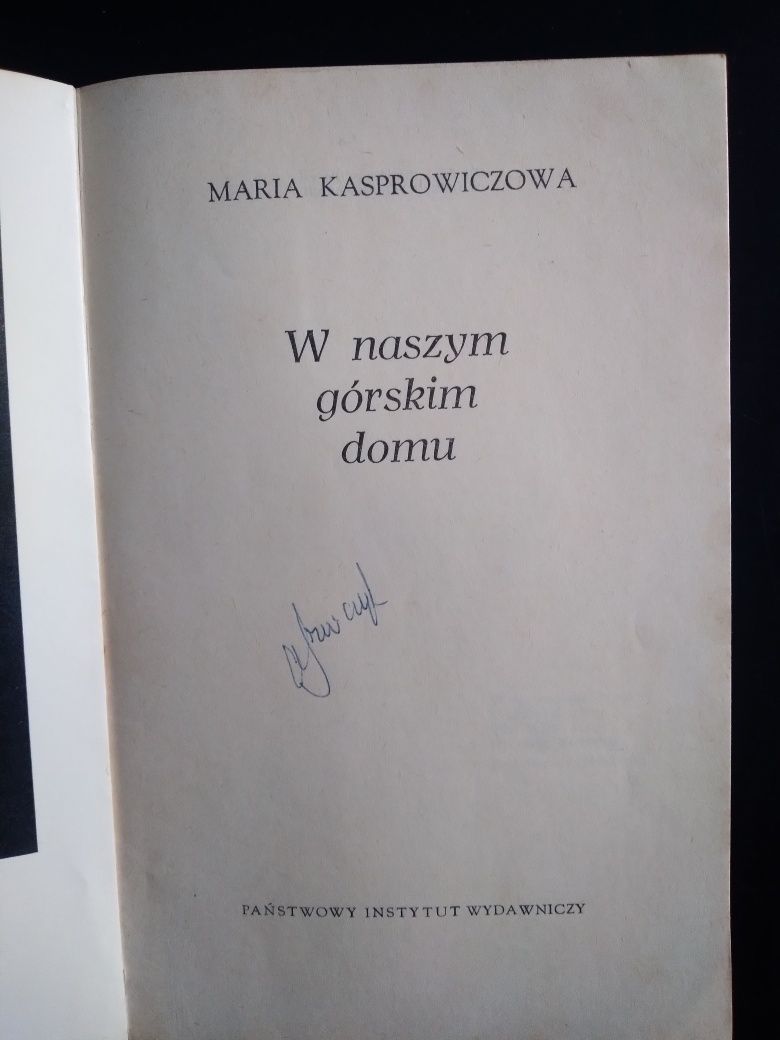 MARIA KASPROWICZOWA
W naszym
górskim
domu
PAŃSTWOWY INSTYTUT WYDAWNICZY